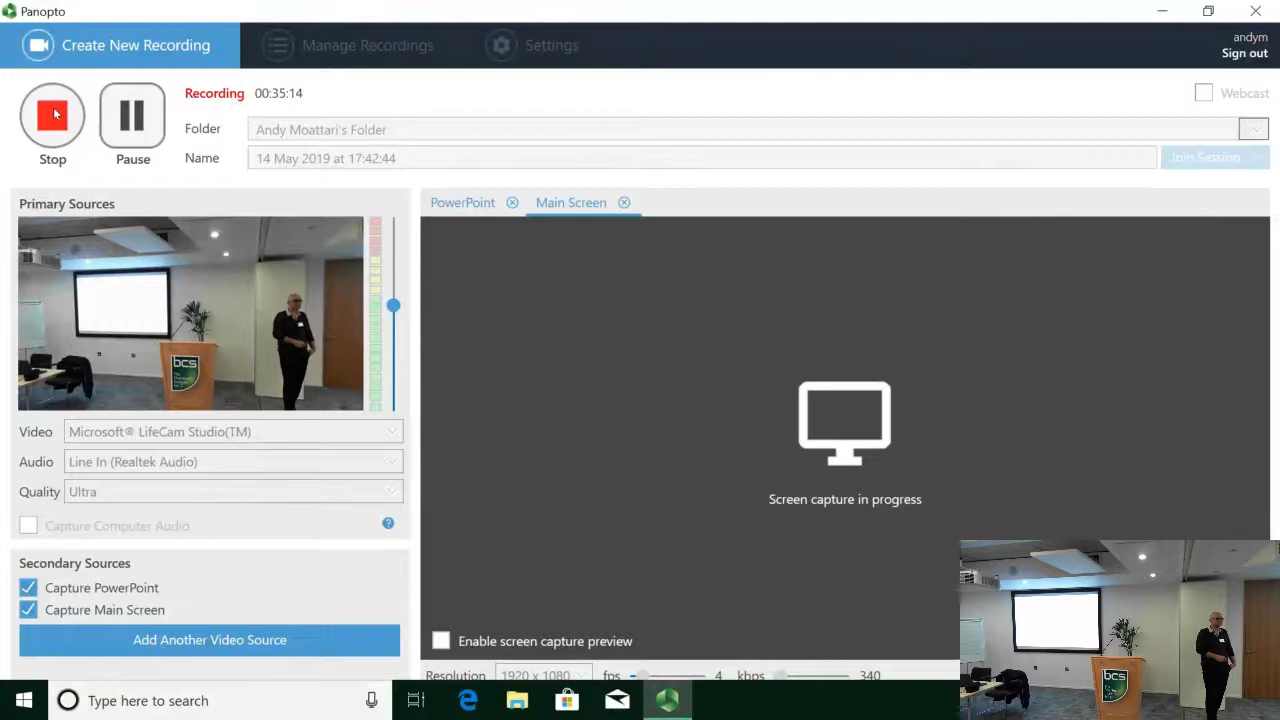 Panopto
Create New Recording
Manage Recordings
Settings
andym
Sign out
Recording 00:35:14
Webcast
Folder Andy Moattari's Folder
Stop
Pause
Name 14 May 2019 at 17:42:44
Join Session
Primary Sources
PowerPoint
Main Screen
bcs
Video Microsoft® LifeCam Studio(TM)
Audio Line In (Realtek Audio)
Quality Ultra
Capture Computer Audio
?
Screen capture in progress
Secondary Sources
Capture PowerPoint
Capture Main Screen
Add Another Video Source
Enable screen capture preview
Resolution 1920 x 1080 fps 4 kbps 340
bcs
Type here to search